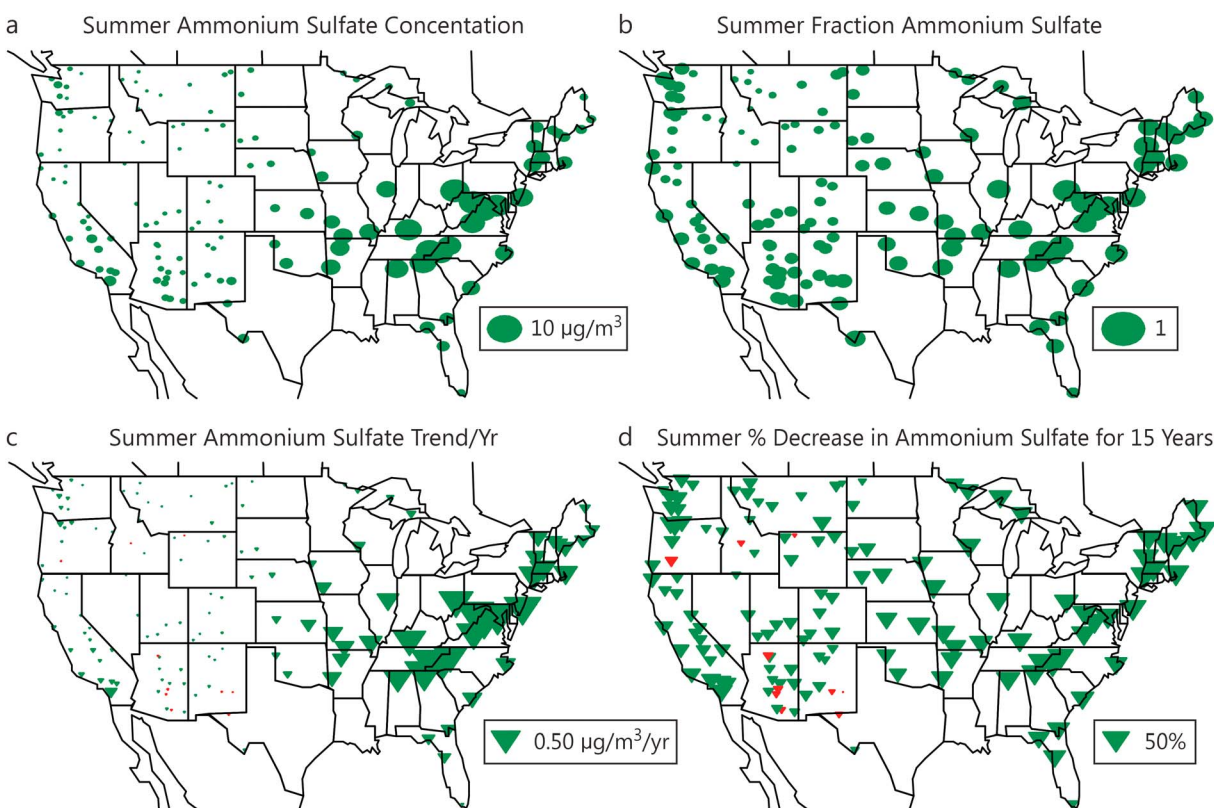 a Summer Ammonium Sulfate Concentation
b Summer Fraction Ammonium Sulfate
10 μg/m³
1
c Summer Ammonium Sulfate Trend/Yr
d Summer % Decrease in Ammonium Sulfate for 15 Years
0.50 μg/m³/yr
50%